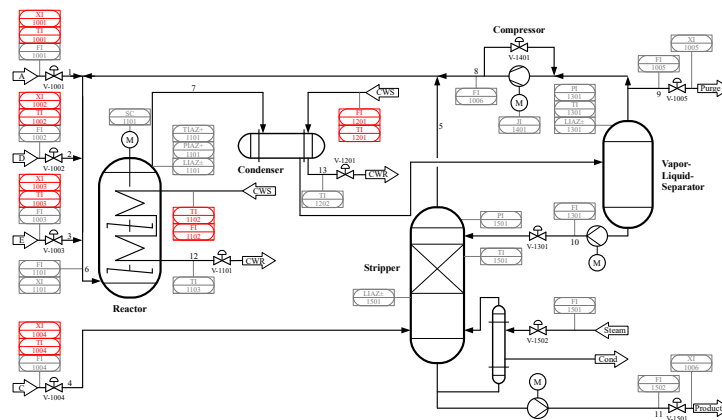 XI
1001
TI
1001
FI
1001
A
V-1001
1
XI
1002
TI
1002
FI
1002
D
V-1002
2
XI
1003
TI
1003
FI
1003
E
V-1003
3
FI
1101
XI
1101
6
XI
1004
TI
1004
FI
1004
C
V-1004
4
SC
1101
M
7
TIAZ+
1101
PIAZ+
1101
LIAZ±
1101
Reactor
CWS
TI
1102
FI
1102
12
V-1101
CWR
TI
1103
CWS
FI
1201
TI
1201
Condenser
13
V-1201
CWR
TI
1202
Compressor
V-1401
8
FI
1006
M
JI
1401
5
PI
1301
TI
1301
LIAZ±
1301
FI
1005
XI
1005
9
V-1005
Purge
Vapor-
Liquid-
Separator
PI
1501
FI
1301
V-1301
10
M
TI
1501
Stripper
LIAZ±
1501
FI
1501
V-1502
Steam
Cond
M
FI
1502
XI
1006
11
V-1501
Product